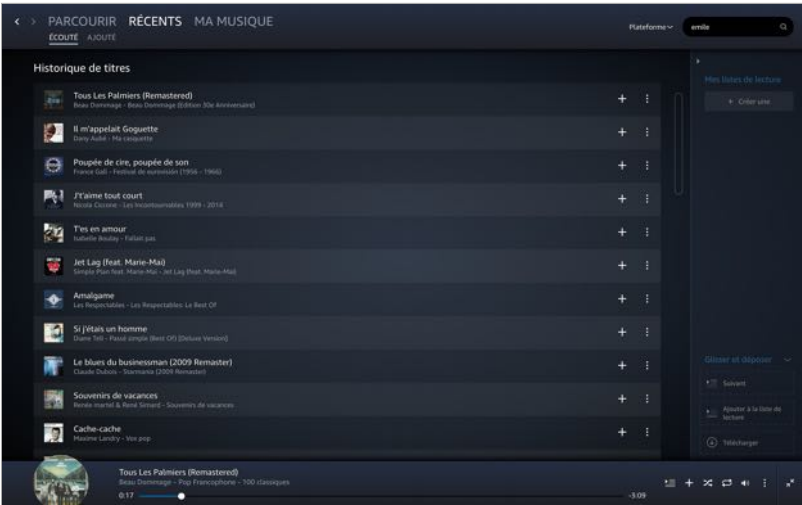 PARCOURIR RÉCENTS MA MUSIQUE
ÉCOUTÉ AJOUTÉ
Plateforme
emile
Historique de titres
Tous Les Palmiers (Remastered)
Beau Dommage - Beau Dommage (Édition 30e Anniversaire)
Il m'appelait Goguette
Dany Aubé - Ma casquette
Poupée de cire, poupée de son
France Gall - Festival de eurovisión (1956 - 1966)
J't'aime tout court
Nicola Ciccone - Les Incontournables 1999 - 2014
T'es en amour
Isabelle Boulay - Fallait pas
Jet Lag (feat. Marie-Mai)
Simple Plan feat. Marie-Mai - Jet Lag (feat. Marie-Mai)
Amalgame
Les Respectables - Les Respectables: Le Best Of
Si j'étais un homme
Diane Tell - Passé simple (Best Of) [Deluxe Version]
Le blues du businessman (2009 Remaster)
Claude Dubois - Starmania (2009 Remaster)
Souvenirs de vacances
Renée martel & René Simard - Souvenirs de vacances
Cache-cache
Maxime Landry - Vox pop
Mes listes de lecture
+ Créer une
Glisser et déposer
Suivant
Ajouter à la liste de
lecture
Télécharger
Tous Les Palmiers (Remastered)
Beau Dommage - Pop Francophone - 100 classiques
0:17
-3:09